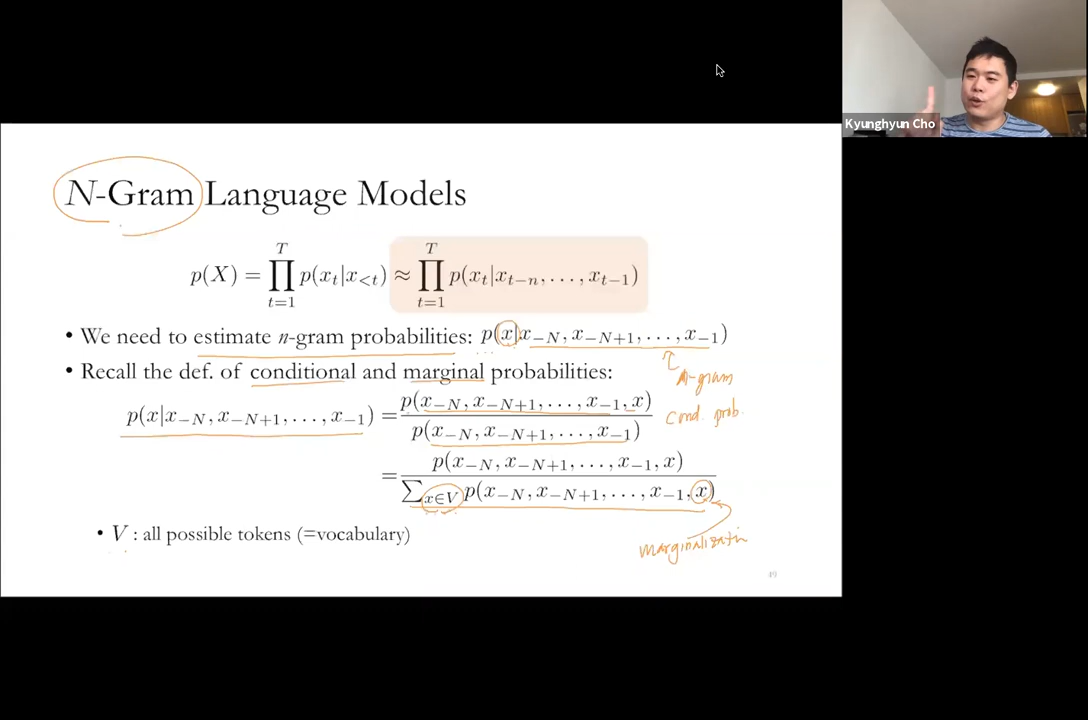 Kyunghyun Cho
N-Gram Language Models
p(X) = ∏_{t=1}^{T} p(x_t|x_{<t}) ≈ ∏_{t=1}^{T} p(x_t|x_{t−n}, . . . , x_{t−1})
• We need to estimate n-gram probabilities: p(x|x_{−N}, x_{−N+1}, . . . , x_{−1})
n-gram
cond prob.
• Recall the def. of conditional and marginal probabilities:
p(x|x_{−N}, x_{−N+1}, . . . , x_{−1}) = p(x_{−N}, x_{−N+1}, . . . , x_{−1}, x) / p(x_{−N}, x_{−N+1}, . . . , x_{−1})
= p(x_{−N}, x_{−N+1}, . . . , x_{−1}, x) / ∑_{x∈V} p(x_{−N}, x_{−N+1}, . . . , x_{−1}, x)
• V : all possible tokens (=vocabulary)
49